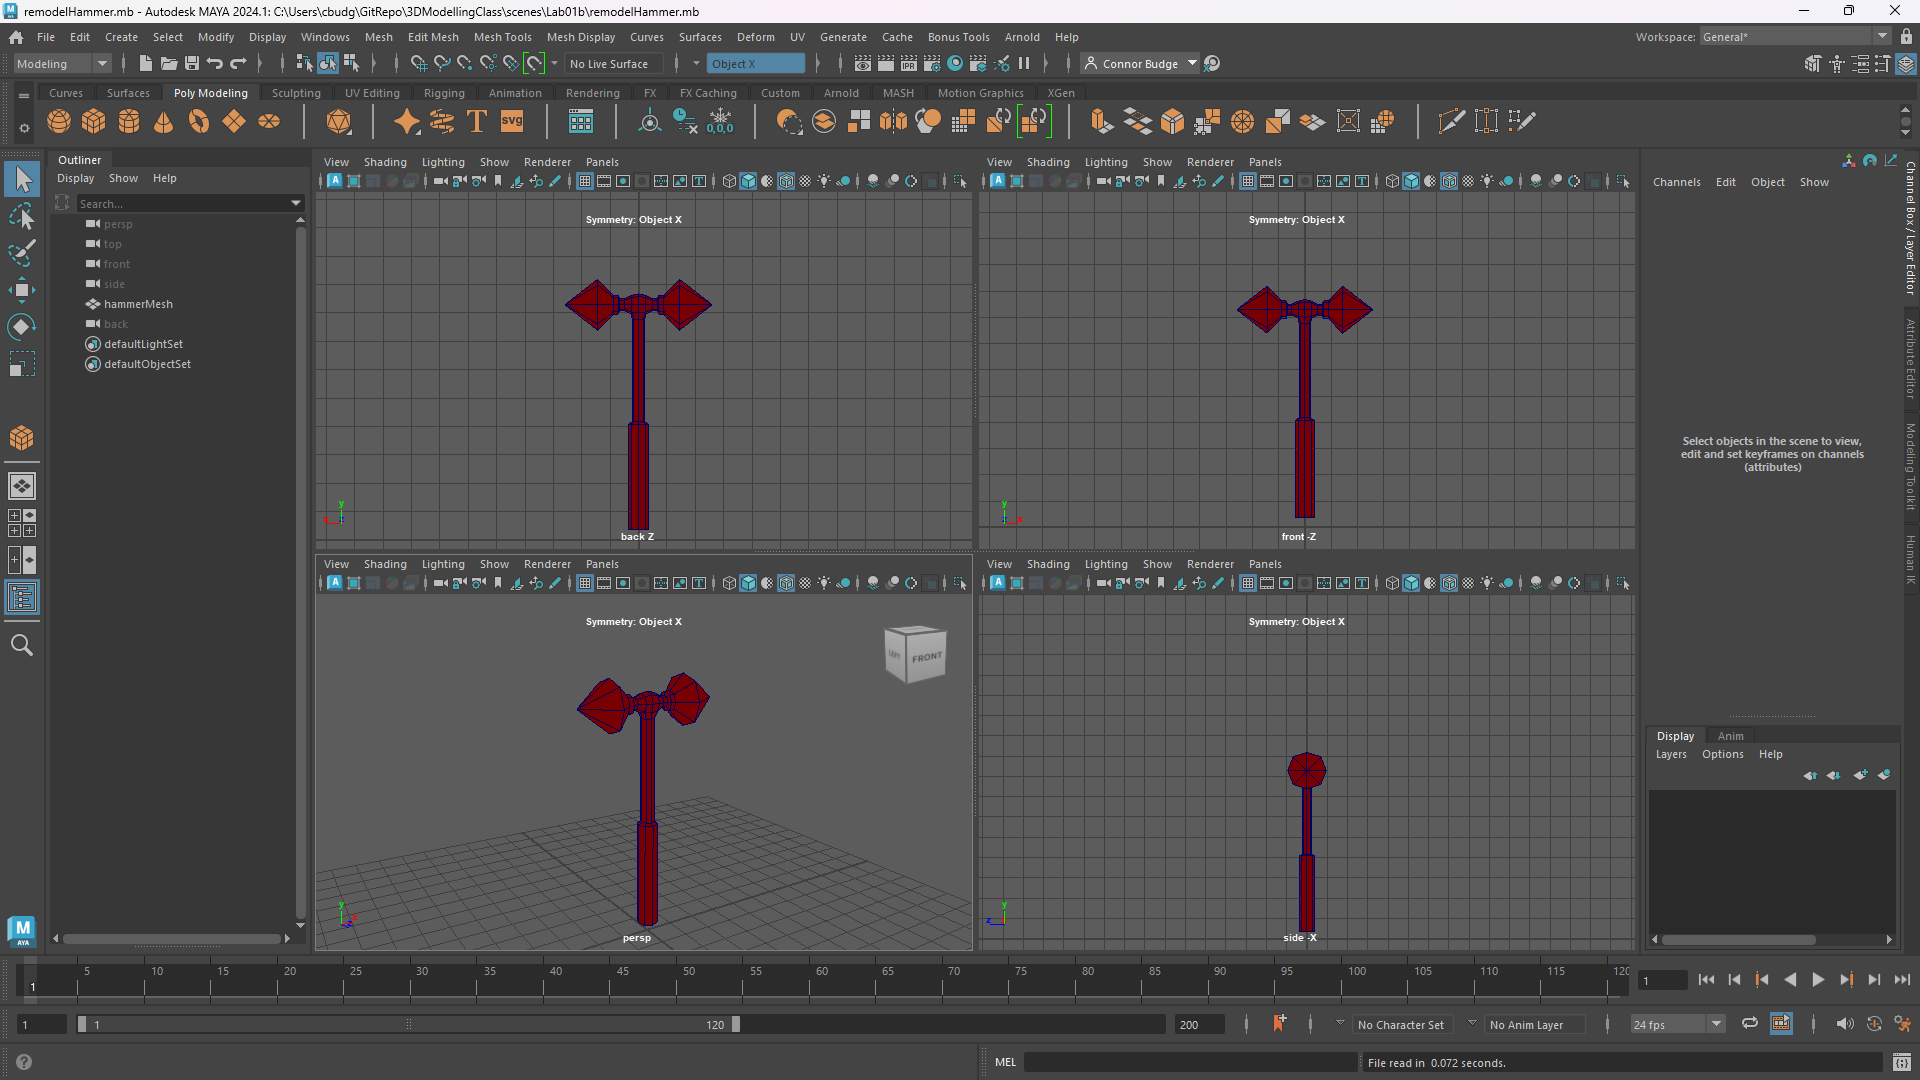 remodelHammer.mb - Autodesk MAYA 2024.1: C:\Users\cbudg\GitRepo\3DModellingClass\scenes\Lab01b\remodelHammer.mb
File Edit Create Select Modify Display Windows Mesh Edit Mesh Mesh Tools Mesh Display Curves Surfaces Deform UV Generate Cache Bonus Tools Arnold Help Workspace: General*
Modeling No Live Surface Object X Connor Budge
Curves Surfaces Poly Modeling Sculpting UV Editing Rigging Animation Rendering FX FX Caching Custom Arnold MASH Motion Graphics XGen
T SVG 0,0,0
Outliner
Display Show Help
Search...
persp
top
front
side
hammerMesh
back
defaultLightSet
defaultObjectSet
View Shading Lighting Show Renderer Panels
Symmetry: Object X
y
back Z
View Shading Lighting Show Renderer Panels
Symmetry: Object X
y
front -Z
View Shading Lighting Show Renderer Panels
Symmetry: Object X
LEFT FRONT
y
persp
View Shading Lighting Show Renderer Panels
Symmetry: Object X
y
z
side -X
Channels Edit Object Show
Select objects in the scene to view,
edit and set keyframes on channels
(attributes)
Channel Box / Layer Editor
Attribute Editor
Modeling Toolkit
Human IK
Display Anim
Layers Options Help
M
AYA
5 10 15 20 25 30 35 40 45 50 55 60 65 70 75 80 85 90 95 100 105 110 115 120
1
1
1 1 120 200 No Character Set No Anim Layer 24 fps
MEL File read in 0.072 seconds.